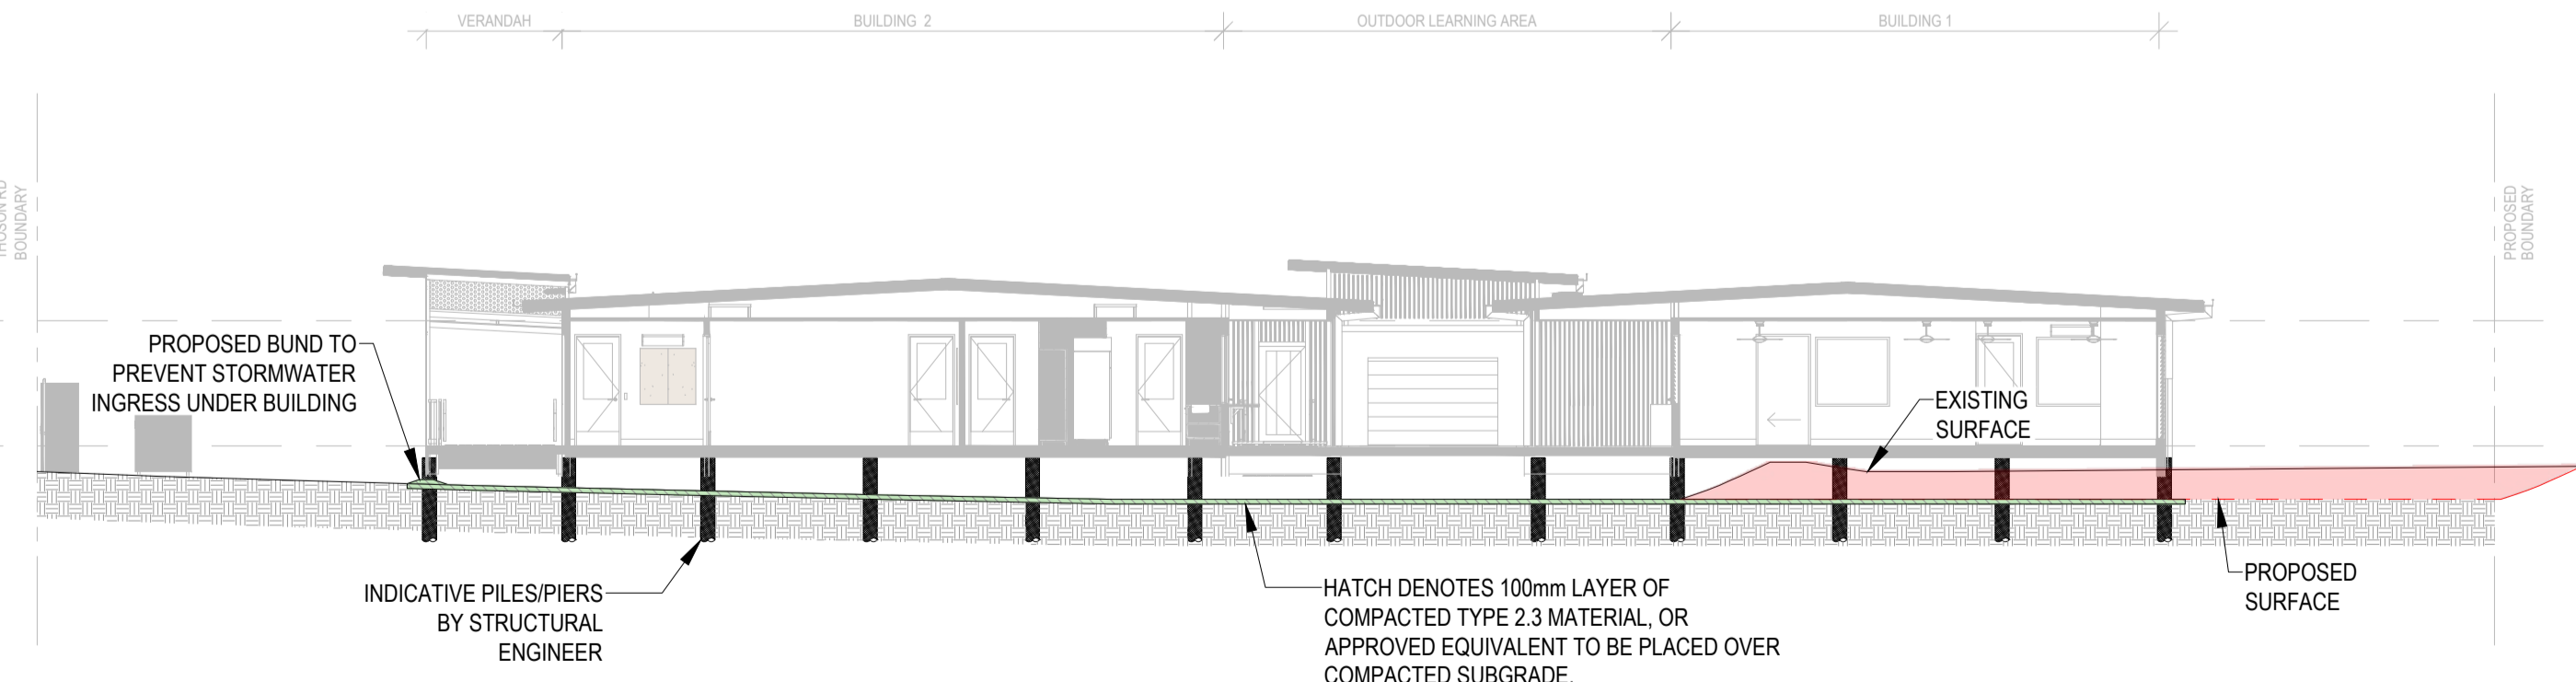 VERANDAH
BUILDING 2
OUTDOOR LEARNING AREA
BUILDING 1
BOUNDARY
PROPOSED
BOUNDARY
PROPOSED BUND TO
PREVENT STORMWATER
INGRESS UNDER BUILDING
EXISTING
SURFACE
INDICATIVE PILES/PIERS
BY STRUCTURAL
ENGINEER
HATCH DENOTES 100mm LAYER OF
COMPACTED TYPE 2.3 MATERIAL, OR
APPROVED EQUIVALENT TO BE PLACED OVER
COMPACTED SUBGRADE.
PROPOSED
SURFACE